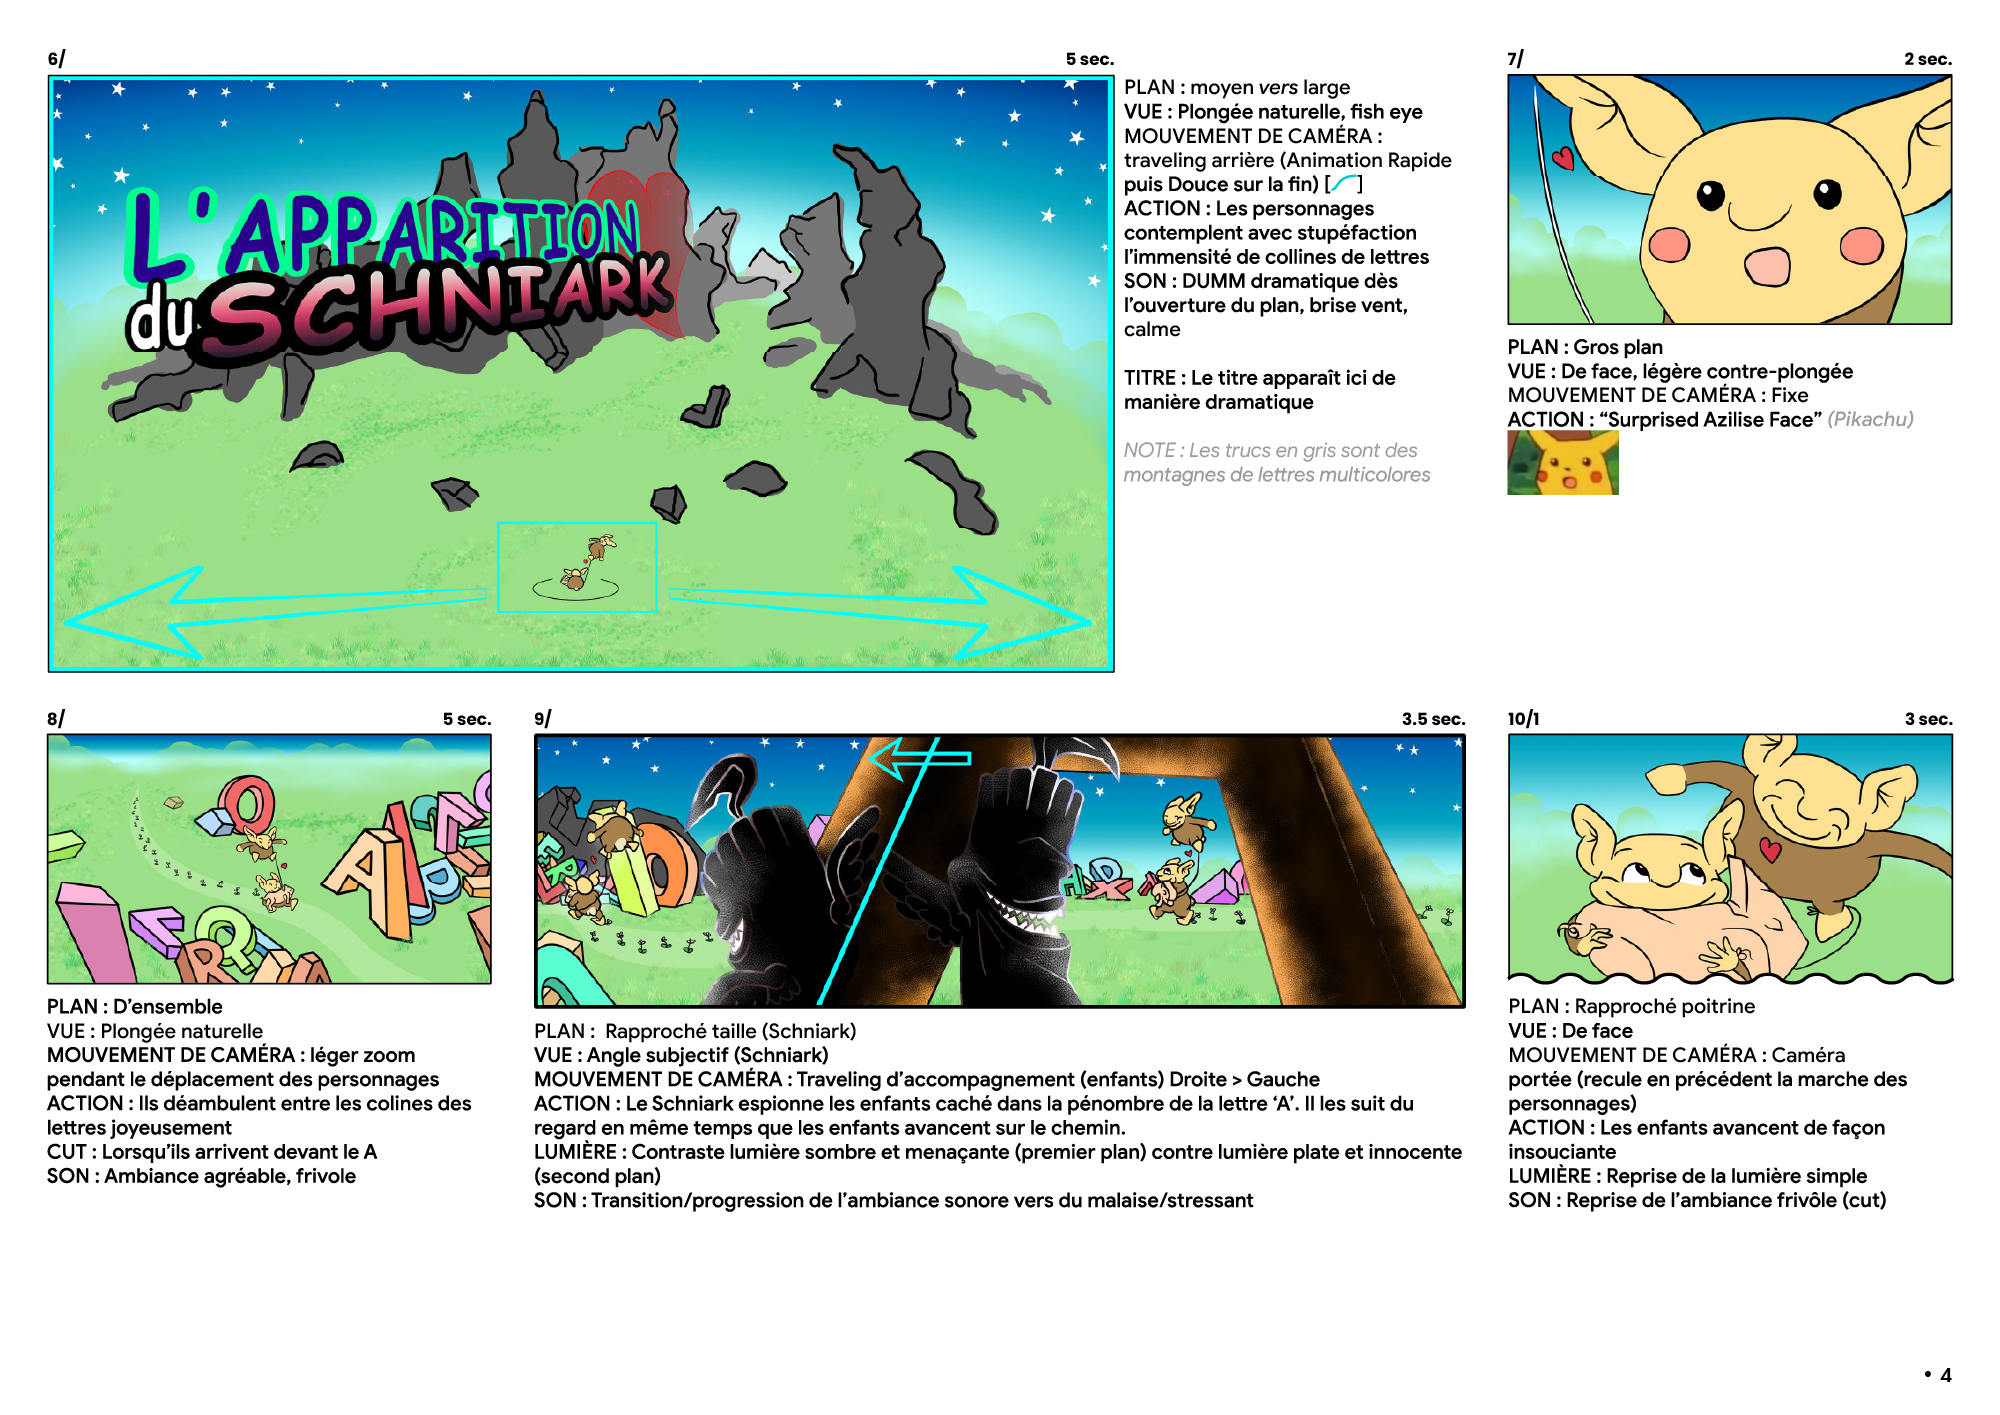 6/
5 sec.
L'APPARITION
du SCHNIARK
PLAN : moyen vers large
VUE : Plongée naturelle, fish eye
MOUVEMENT DE CAMÉRA :
traveling arrière (Animation Rapide
puis Douce sur la fin) [ ]
ACTION : Les personnages
contemplent avec stupéfaction
l'immensité de collines de lettres
SON : DUMM dramatique dès
l'ouverture du plan, brise vent,
calme
TITRE : Le titre apparaît ici de
manière dramatique
NOTE : Les trucs en gris sont des
montagnes de lettres multicolores
7/
2 sec.
PLAN : Gros plan
VUE : De face, légère contre-plongée
MOUVEMENT DE CAMÉRA : Fixe
ACTION : “Surprised Azilise Face” (Pikachu)
8/
5 sec.
PLAN : D'ensemble
VUE : Plongée naturelle
MOUVEMENT DE CAMÉRA : léger zoom
pendant le déplacement des personnages
ACTION : Ils déambulent entre les colines des
lettres joyeusement
CUT : Lorsqu'ils arrivent devant le A
SON : Ambiance agréable, frivole
9/
3.5 sec.
PLAN : Rapproché taille (Schniark)
VUE : Angle subjectif (Schniark)
MOUVEMENT DE CAMÉRA : Traveling d'accompagnement (enfants) Droite > Gauche
ACTION : Le Schniark espionne les enfants caché dans la pénombre de la lettre ‘A’. Il les suit du
regard en même temps que les enfants avancent sur le chemin.
LUMIÈRE : Contraste lumière sombre et menaçante (premier plan) contre lumière plate et innocente
(second plan)
SON : Transition/progression de l'ambiance sonore vers du malaise/stressant
10/1
3 sec.
PLAN : Rapproché poitrine
VUE : De face
MOUVEMENT DE CAMÉRA : Caméra
portée (recule en précédent la marche des
personnages)
ACTION : Les enfants avancent de façon
insouciante
LUMIÈRE : Reprise de la lumière simple
SON : Reprise de l'ambiance frivôle (cut)
• 4